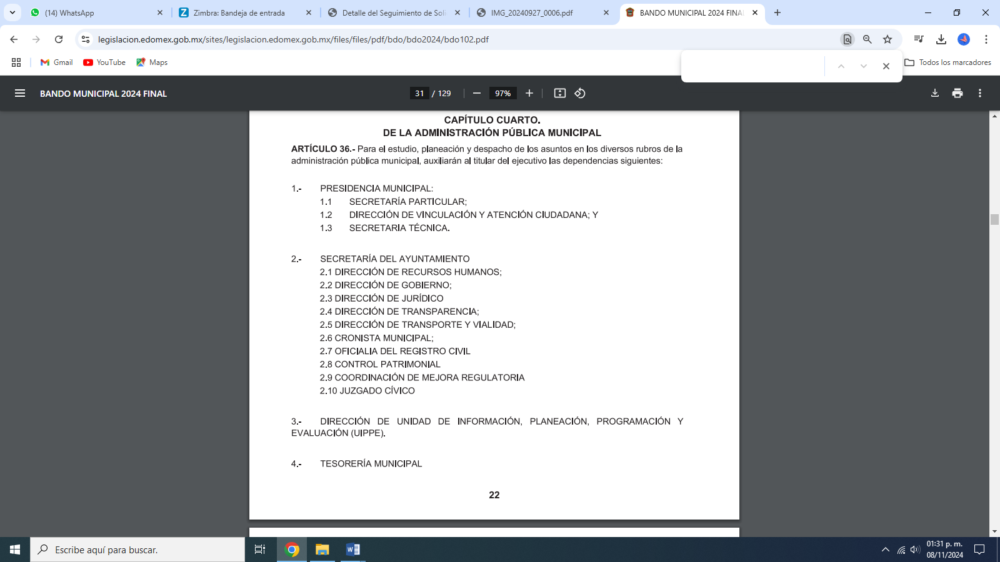 (14) WhatsApp
Zimbra: Bandeja de entrada
Detalle del Seguimiento de Soli
IMG_20240927_0006.pdf
BANDO MUNICIPAL 2024 FINAL
legislacion.edomex.gob.mx/sites/legislacion.edomex.gob.mx/files/files/pdf/bdo/bdo2024/bdo102.pdf
Gmail
YouTube
Maps
Todos los marcadores
BANDO MUNICIPAL 2024 FINAL
31 / 129
97%
CAPÍTULO CUARTO.
DE LA ADMINISTRACIÓN PÚBLICA MUNICIPAL
ARTÍCULO 36.- Para el estudio, planeación y despacho de los asuntos en los diversos rubros de la
administración pública municipal, auxiliarán al titular del ejecutivo las dependencias siguientes:
1.- PRESIDENCIA MUNICIPAL:
1.1 SECRETARÍA PARTICULAR;
1.2 DIRECCIÓN DE VINCULACIÓN Y ATENCIÓN CIUDADANA; Y
1.3 SECRETARIA TÉCNICA.
2.- SECRETARÍA DEL AYUNTAMIENTO
2.1 DIRECCIÓN DE RECURSOS HUMANOS;
2.2 DIRECCIÓN DE GOBIERNO;
2.3 DIRECCIÓN DE JURÍDICO
2.4 DIRECCIÓN DE TRANSPARENCIA;
2.5 DIRECCIÓN DE TRANSPORTE Y VIALIDAD;
2.6 CRONISTA MUNICIPAL;
2.7 OFICIALIA DEL REGISTRO CIVIL
2.8 CONTROL PATRIMONIAL
2.9 COORDINACIÓN DE MEJORA REGULATORIA
2.10 JUZGADO CÍVICO
3.- DIRECCIÓN DE UNIDAD DE INFORMACIÓN, PLANEACIÓN, PROGRAMACIÓN Y
EVALUACIÓN (UIPPE).
4.- TESORERÍA MUNICIPAL
22
Escribe aquí para buscar.
01:31 p. m.
08/11/2024